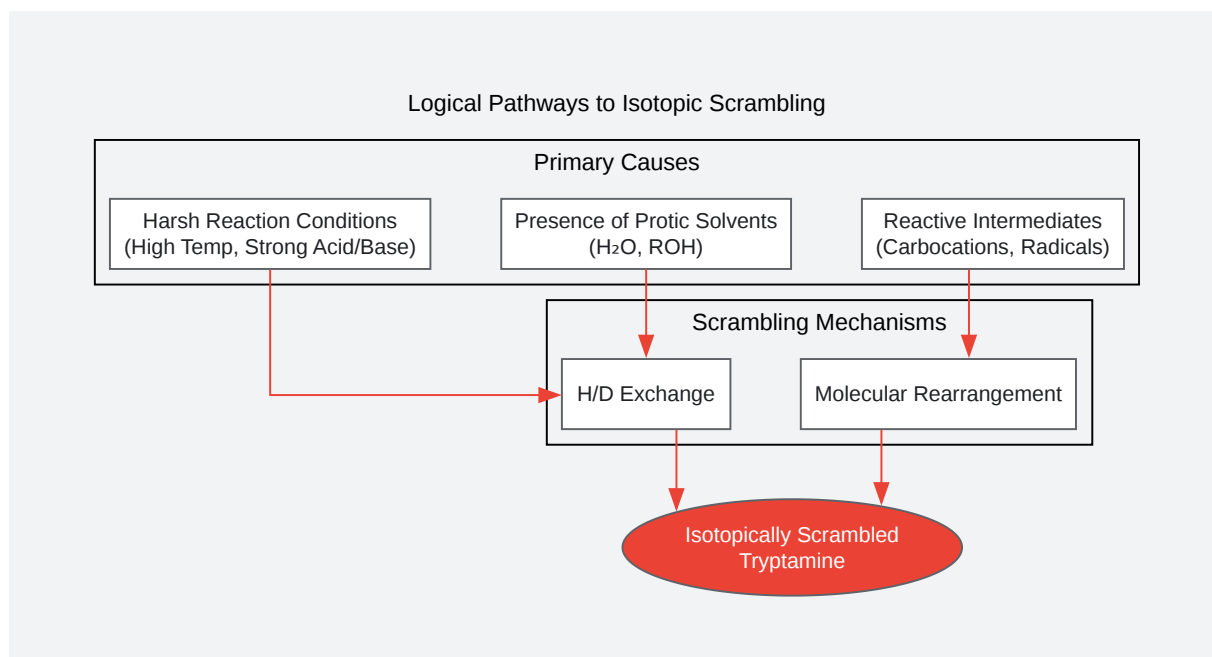 Logical Pathways to Isotopic Scrambling
Primary Causes
Harsh Reaction Conditions
(High Temp, Strong Acid/Base)
Presence of Protic Solvents
(H₂O, ROH)
Reactive Intermediates
(Carbocations, Radicals)
Scrambling Mechanisms
H/D Exchange
Molecular Rearrangement
Isotopically Scrambled
Tryptamine